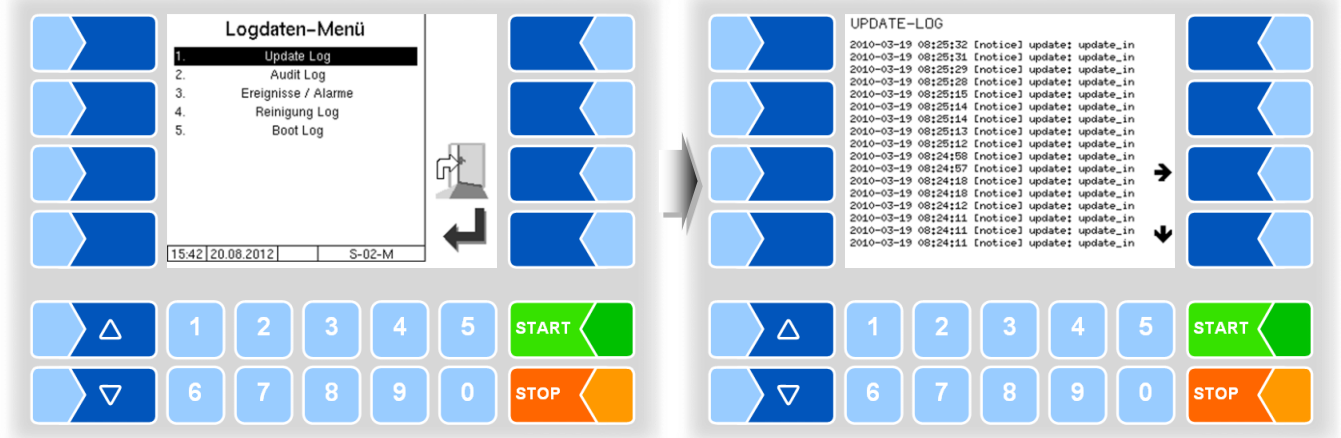 Logdaten-Menü
1. Update Log
2. Audit Log
3. Ereignisse / Alarme
4. Reinigung Log
5. Boot Log
15:42 20.08.2012 S-02-M
1 2 3 4 5 START
6 7 8 9 0 STOP
UPDATE-LOG
2010-03-19 08:25:32 [notice] update: update_in
2010-03-19 08:25:31 [notice] update: update_in
2010-03-19 08:25:29 [notice] update: update_in
2010-03-19 08:25:28 [notice] update: update_in
2010-03-19 08:25:15 [notice] update: update_in
2010-03-19 08:25:14 [notice] update: update_in
2010-03-19 08:25:14 [notice] update: update_in
2010-03-19 08:25:13 [notice] update: update_in
2010-03-19 08:25:12 [notice] update: update_in
2010-03-19 08:24:58 [notice] update: update_in
2010-03-19 08:24:57 [notice] update: update_in
2010-03-19 08:24:18 [notice] update: update_in
2010-03-19 08:24:18 [notice] update: update_in
2010-03-19 08:24:12 [notice] update: update_in
2010-03-19 08:24:11 [notice] update: update_in
2010-03-19 08:24:11 [notice] update: update_in
2010-03-19 08:24:11 [notice] update: update_in
1 2 3 4 5 START
6 7 8 9 0 STOP